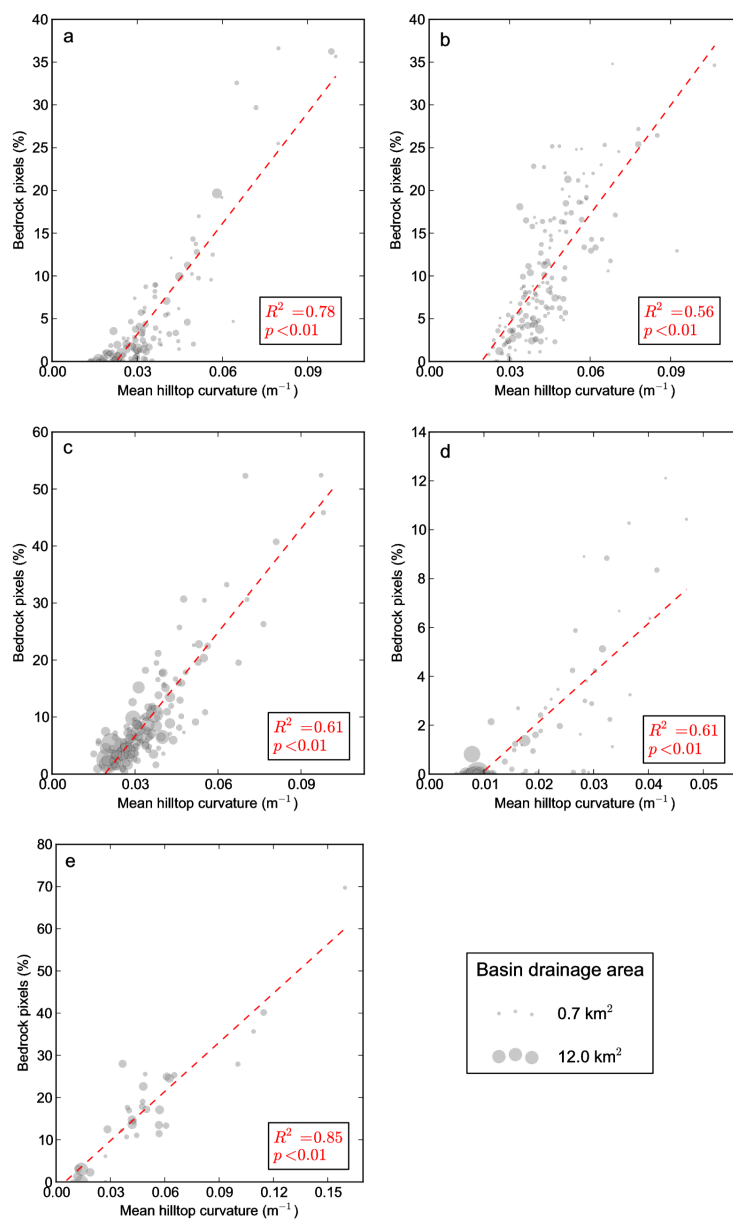 a
40
35
30
25
20
15
10
5
0
Bedrock pixels (%)
R² =0.78
p<0.01
0.00 0.03 0.06 0.09
Mean hilltop curvature (m⁻¹)
b
40
35
30
25
20
15
10
5
0
Bedrock pixels (%)
R² =0.56
p<0.01
0.00 0.03 0.06 0.09
Mean hilltop curvature (m⁻¹)
c
60
50
40
30
20
10
0
Bedrock pixels (%)
R² =0.61
p<0.01
0.00 0.03 0.06 0.09
Mean hilltop curvature (m⁻¹)
d
14
12
10
8
6
4
2
0
Bedrock pixels (%)
R² =0.61
p<0.01
0.00 0.01 0.02 0.03 0.04 0.05
Mean hilltop curvature (m⁻¹)
e
80
70
60
50
40
30
20
10
0
Bedrock pixels (%)
R² =0.85
p<0.01
0.00 0.03 0.06 0.09 0.12 0.15
Mean hilltop curvature (m⁻¹)
Basin drainage area
0.7 km²
12.0 km²